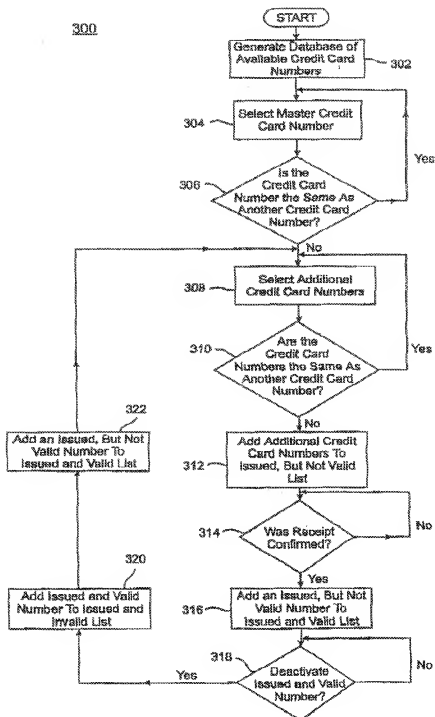 300
START
Generate Database of
Available Credit Card
Numbers
302
304
Select Master Credit
Card Number
306
Is the
Credit Card
Number the Same As
Another Credit Card
Number?
Yes
No
308
Select Additional
Credit Card Numbers
310
Are the
Credit Card
Numbers the Same As
Another Credit Card
Number?
Yes
No
312
Add Additional Credit
Card Numbers To
Issued, But Not Valid
List
314
Was Receipt
Confirmed?
No
Yes
316
Add an Issued, But Not
Valid Number To
Issued and Valid List
318
Deactivate
Issued and Valid
Number?
No
Yes
320
Add Issued and Valid
Number To Issued and
Invalid List
322
Add an Issued, But Not
Valid Number To
Issued and Valid List